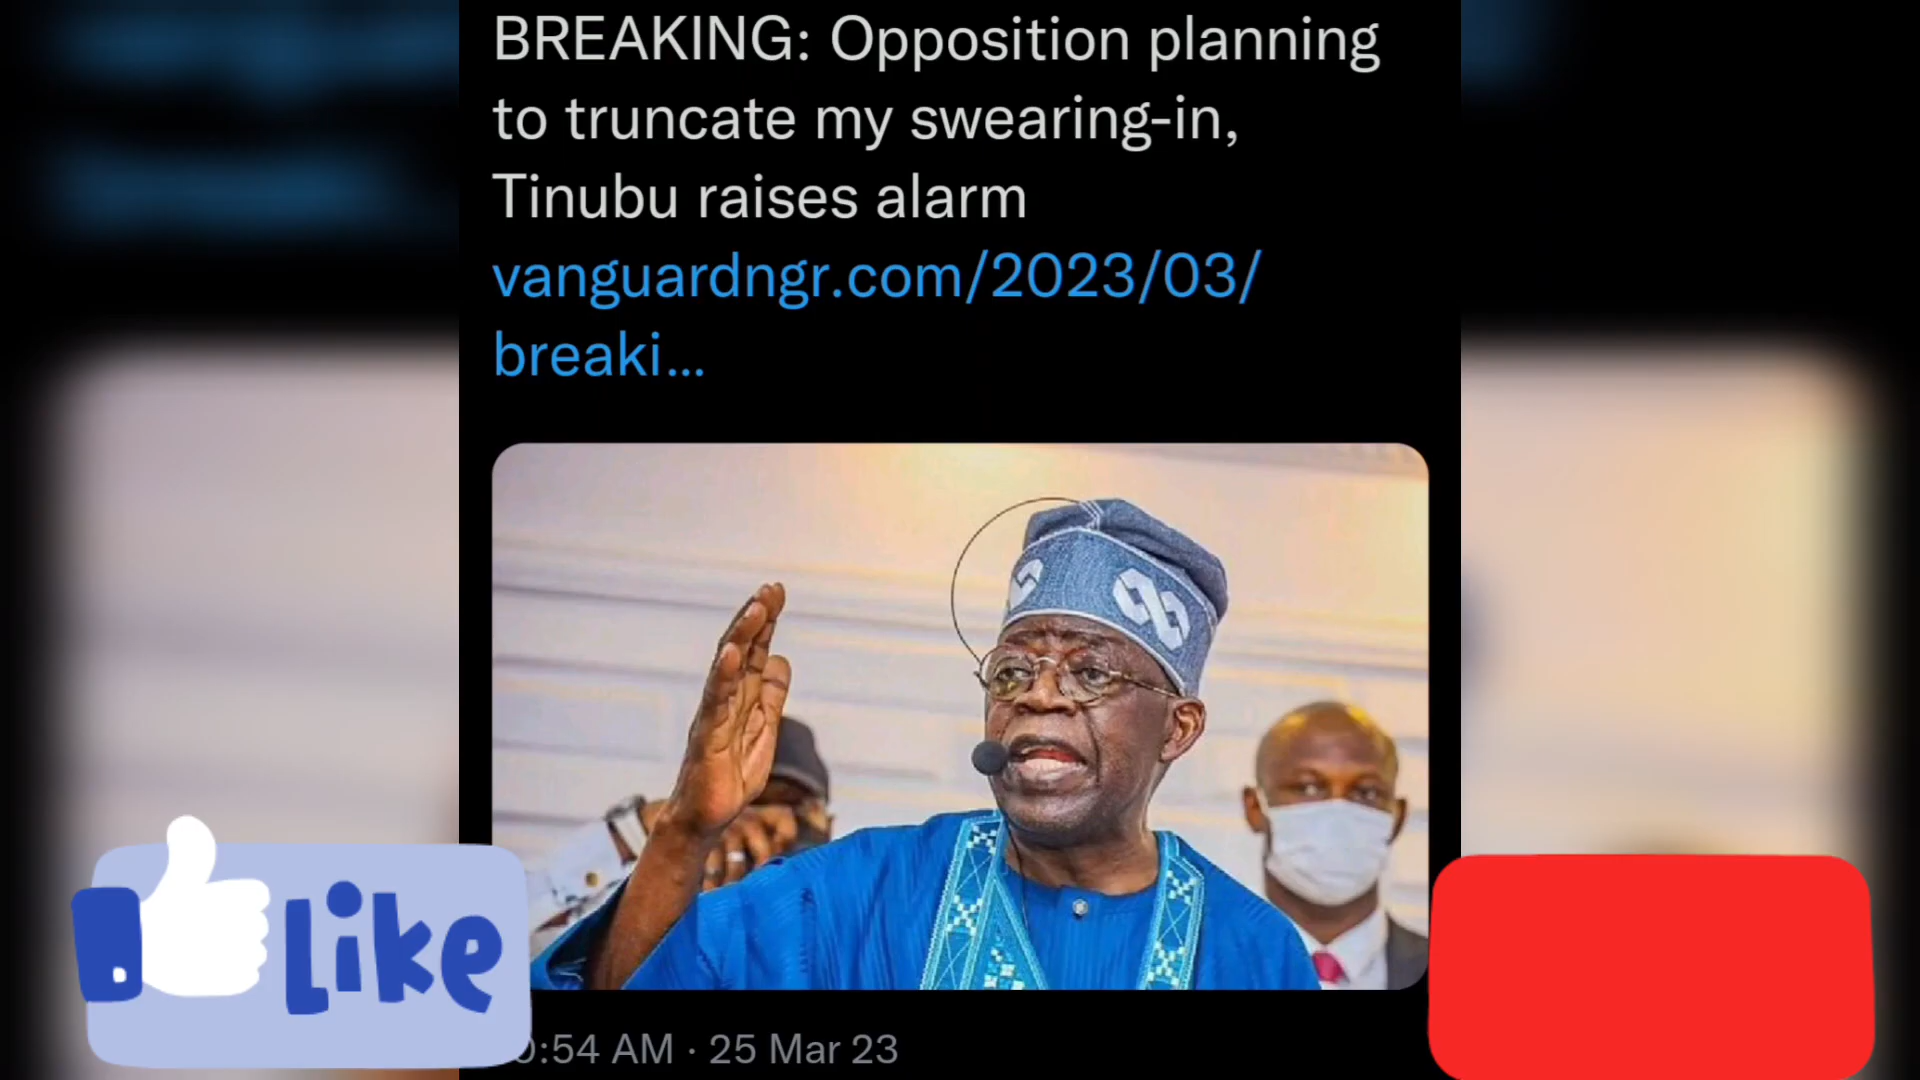 BREAKING: Opposition planning
to truncate my swearing-in,
Tinubu raises alarm
vanguardngr.com/2023/03/
breaki...
Like
0:54 AM · 25 Mar 23